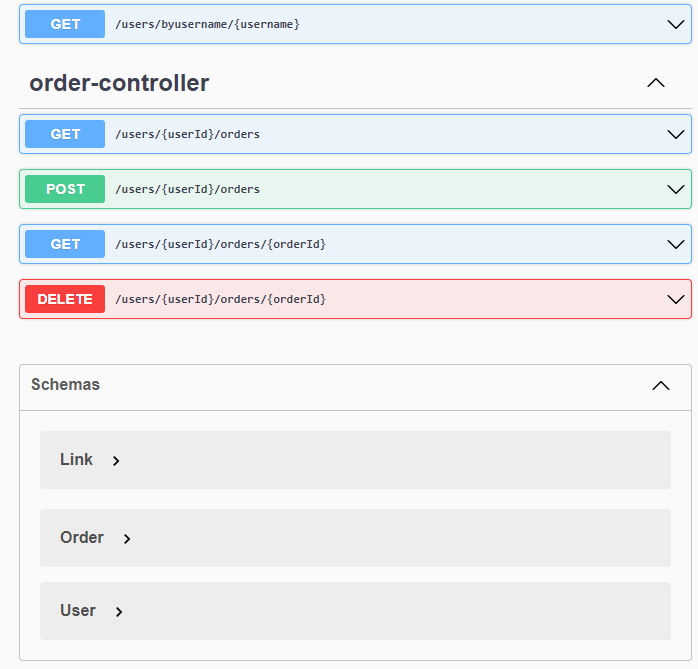 GET /users/byusername/{username}
order-controller
GET /users/{userId}/orders
POST /users/{userId}/orders
GET /users/{userId}/orders/{orderId}
DELETE /users/{userId}/orders/{orderId}
Schemas
Link
Order
User